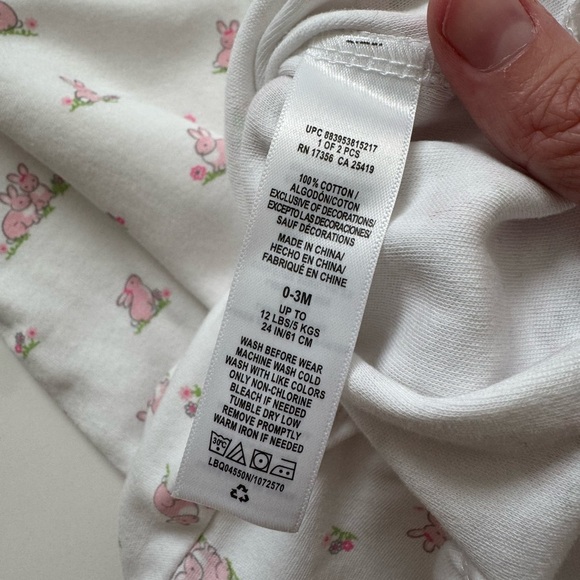 UPC 893953815217
1 OF 2 PCS
RN 17356 CA 25419
100% COTTON/
ALGODÓN/COTON
EXCLUSIVE OF DECORATIONS/
EXCEPTO LAS DECORACIONES/
SAUF DÉCORATIONS
MADE IN CHINA/
HECHO EN CHINA/
FABRIQUÉ EN CHINE
0-3M
UP TO
12 LBS/5 KGS
24 IN/61 CM
WASH BEFORE WEAR
MACHINE WASH COLD
WASH WITH LIKE COLORS
ONLY NON-CHLORINE
BLEACH IF NEEDED
TUMBLE DRY LOW
REMOVE PROMPTLY
WARM IRON IF NEEDED
30°C
LBQ04550N/1072570